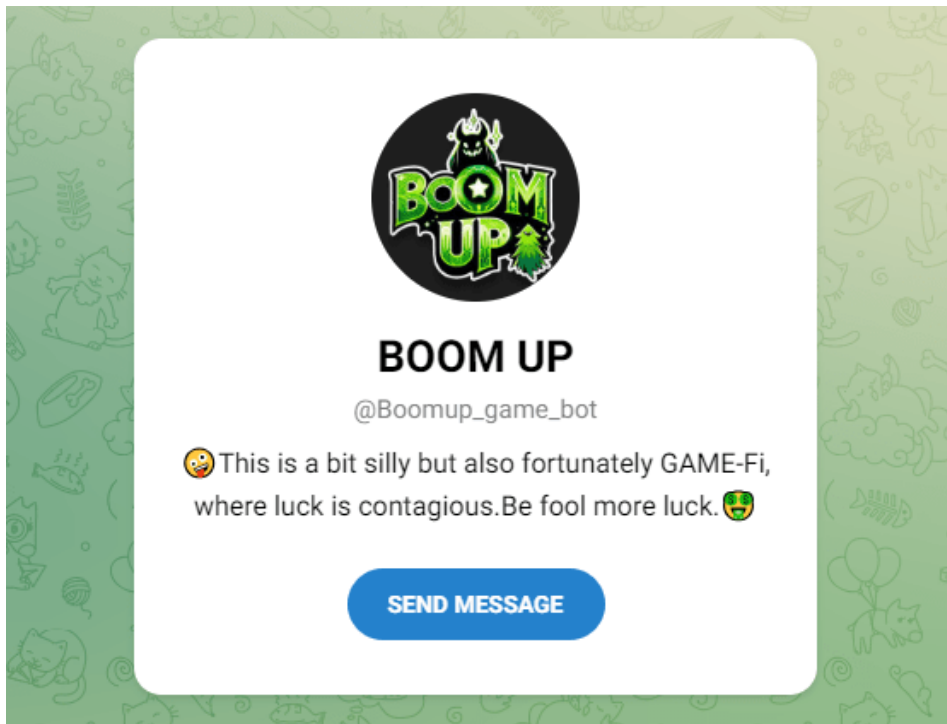 BOOM
UP
BOOM UP
@Boomup_game_bot
🤪This is a bit silly but also fortunately GAME-Fi,
where luck is contagious.Be fool more luck.🤑
SEND MESSAGE